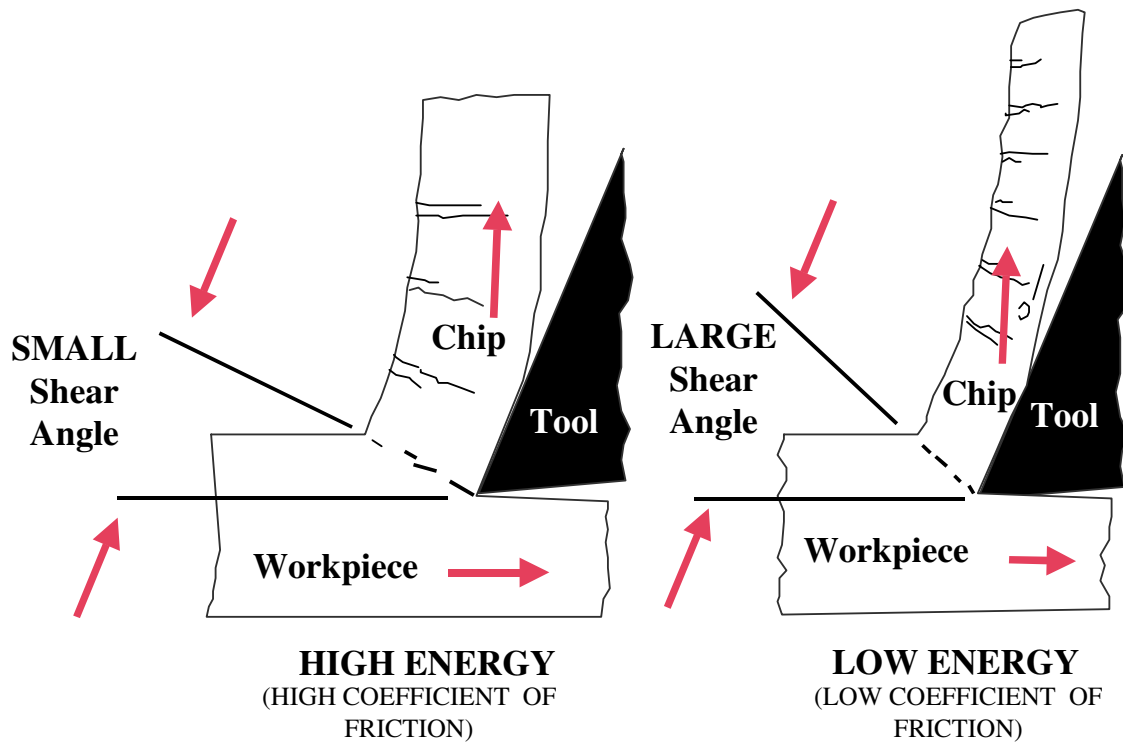 SMALL
Shear
Angle
Chip
Tool
Workpiece
HIGH ENERGY
(HIGH COEFFICIENT OF
FRICTION)
LARGE
Shear
Angle
Chip
Tool
Workpiece
LOW ENERGY
(LOW COEFFICIENT OF
FRICTION)